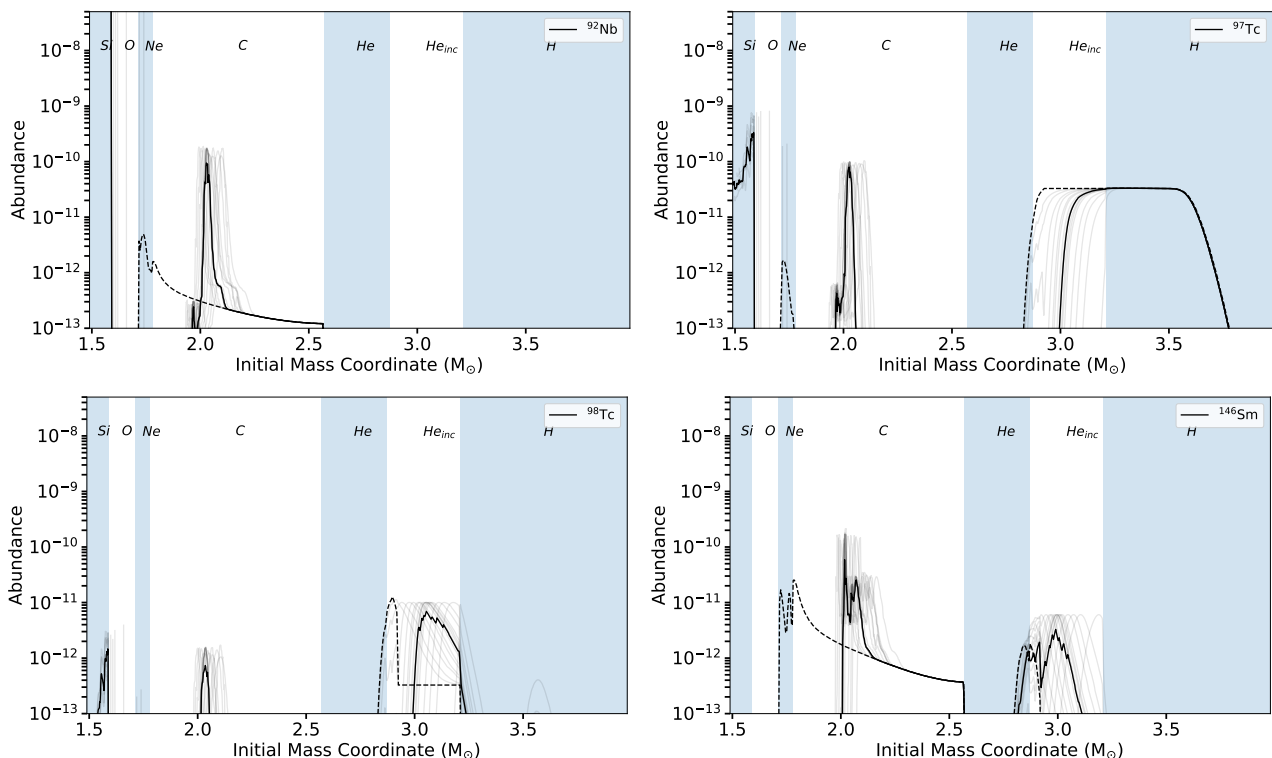 Abundance
10⁻⁸
10⁻⁹
10⁻¹⁰
10⁻¹¹
10⁻¹²
10⁻¹³
Si O Ne C He He_inc H
⁹²Nb
1.5 2.0 2.5 3.0 3.5
Initial Mass Coordinate (M☉)
Abundance
10⁻⁸
10⁻⁹
10⁻¹⁰
10⁻¹¹
10⁻¹²
10⁻¹³
Si O Ne C He He_inc H
⁹⁷Tc
1.5 2.0 2.5 3.0 3.5
Initial Mass Coordinate (M☉)
Abundance
10⁻⁸
10⁻⁹
10⁻¹⁰
10⁻¹¹
10⁻¹²
10⁻¹³
Si O Ne C He He_inc H
⁹⁸Tc
1.5 2.0 2.5 3.0 3.5
Initial Mass Coordinate (M☉)
Abundance
10⁻⁸
10⁻⁹
10⁻¹⁰
10⁻¹¹
10⁻¹²
10⁻¹³
Si O Ne C He He_inc H
¹⁴⁶Sm
1.5 2.0 2.5 3.0 3.5
Initial Mass Coordinate (M☉)